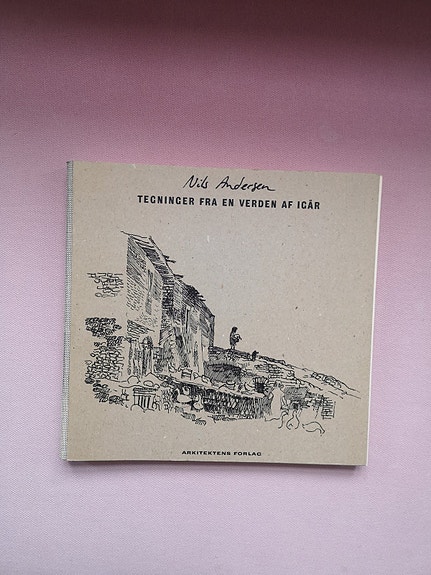 Nils Andersen
TEGNINGER FRA EN VERDEN AF IGÅR
ARKITEKTENS FORLAG